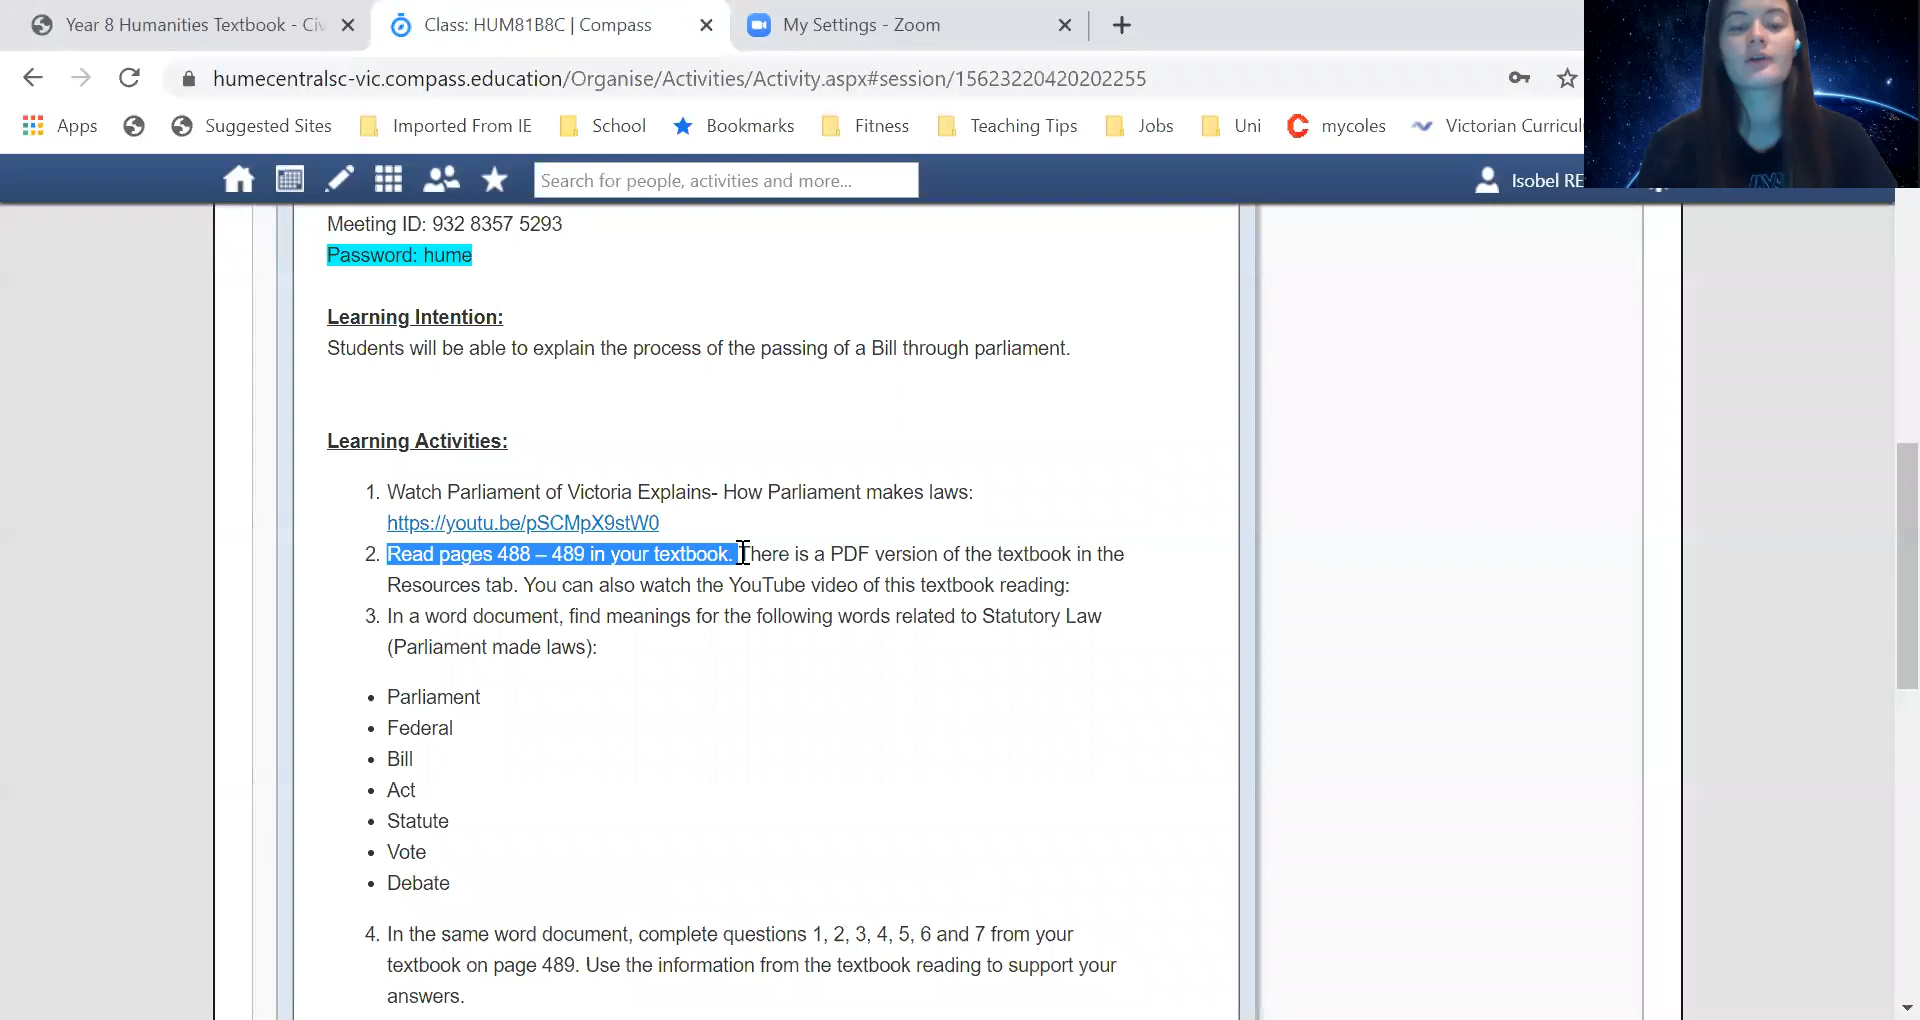 Year 8 Humanities Textbook - Civ
Class: HUM81B8C | Compass
My Settings - Zoom
humecentralsc-vic.compass.education/Organise/Activities/Activity.aspx#session/15623220420202255
Apps
Suggested Sites
Imported From IE
School
Bookmarks
Fitness
Teaching Tips
Jobs
Uni
mycoles
Victorian Curricul
Search for people, activities and more...
Isobel RE
Meeting ID: 932 8357 5293
Password: hume
Learning Intention:
Students will be able to explain the process of the passing of a Bill through parliament.
Learning Activities:
1. Watch Parliament of Victoria Explains- How Parliament makes laws:
https://youtu.be/pSCMpX9stW0
2. Read pages 488 – 489 in your textbook. There is a PDF version of the textbook in the
Resources tab. You can also watch the YouTube video of this textbook reading:
3. In a word document, find meanings for the following words related to Statutory Law
(Parliament made laws):
• Parliament
• Federal
• Bill
• Act
• Statute
• Vote
• Debate
4. In the same word document, complete questions 1, 2, 3, 4, 5, 6 and 7 from your
textbook on page 489. Use the information from the textbook reading to support your
answers.